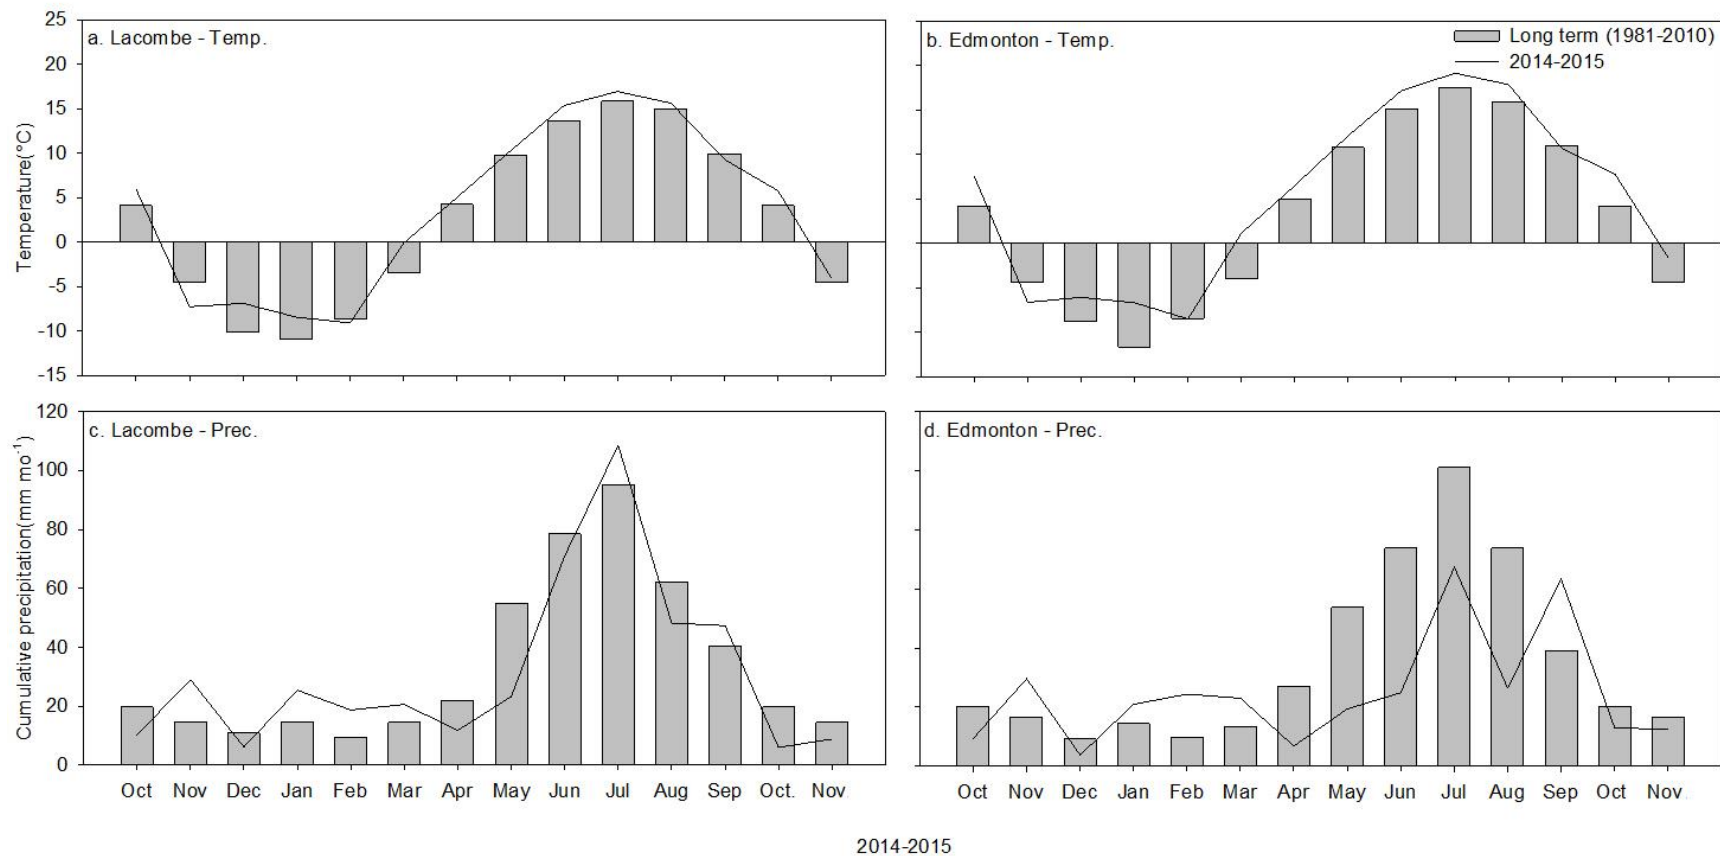 a. Lacombe - Temp.
b. Edmonton - Temp.
Long term (1981-2010)
2014-2015
Temperature(°C)
25
20
15
10
5
0
-5
-10
-15
c. Lacombe - Prec.
d. Edmonton - Prec.
Cumulative precipitation(mm mo⁻¹)
120
100
80
60
40
20
0
Oct Nov Dec Jan Feb Mar Apr May Jun Jul Aug Sep Oct. Nov.
Oct Nov Dec Jan Feb Mar Apr May Jun Jul Aug Sep Oct Nov.
2014-2015